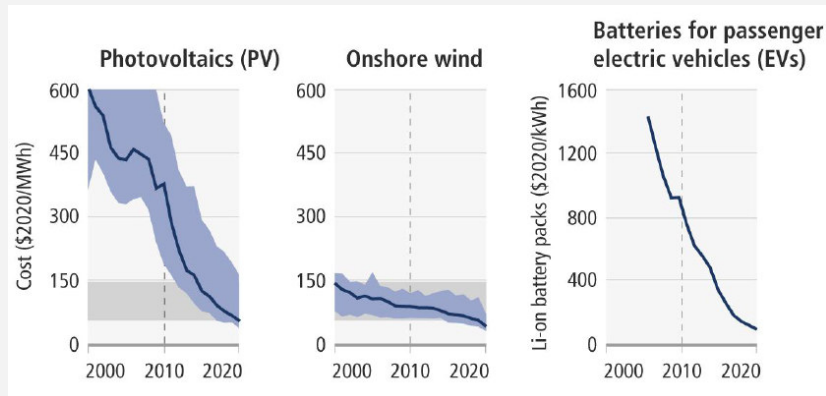 Photovoltaics (PV)
Cost ($2020/MWh)
600
450
300
150
0
2000 2010 2020
Onshore wind
600
450
300
150
0
2000 2010 2020
Batteries for passenger
electric vehicles (EVs)
Li-on battery packs ($2020/kWh)
1600
1200
800
400
0
2000 2010 2020